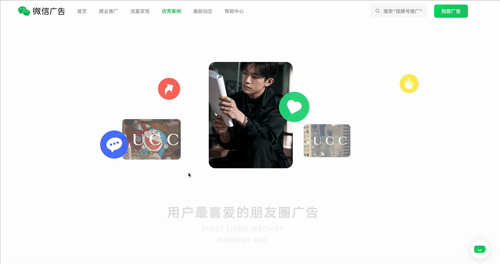 微信广告
首页
商业推广
流量变现
优秀案例
最新动态
帮助中心
搜索"视频号推广"
投放广告
UCC
UCC
用户最喜爱的朋友圈广告
MOST LIKED WECHAT
MOMENT ADS